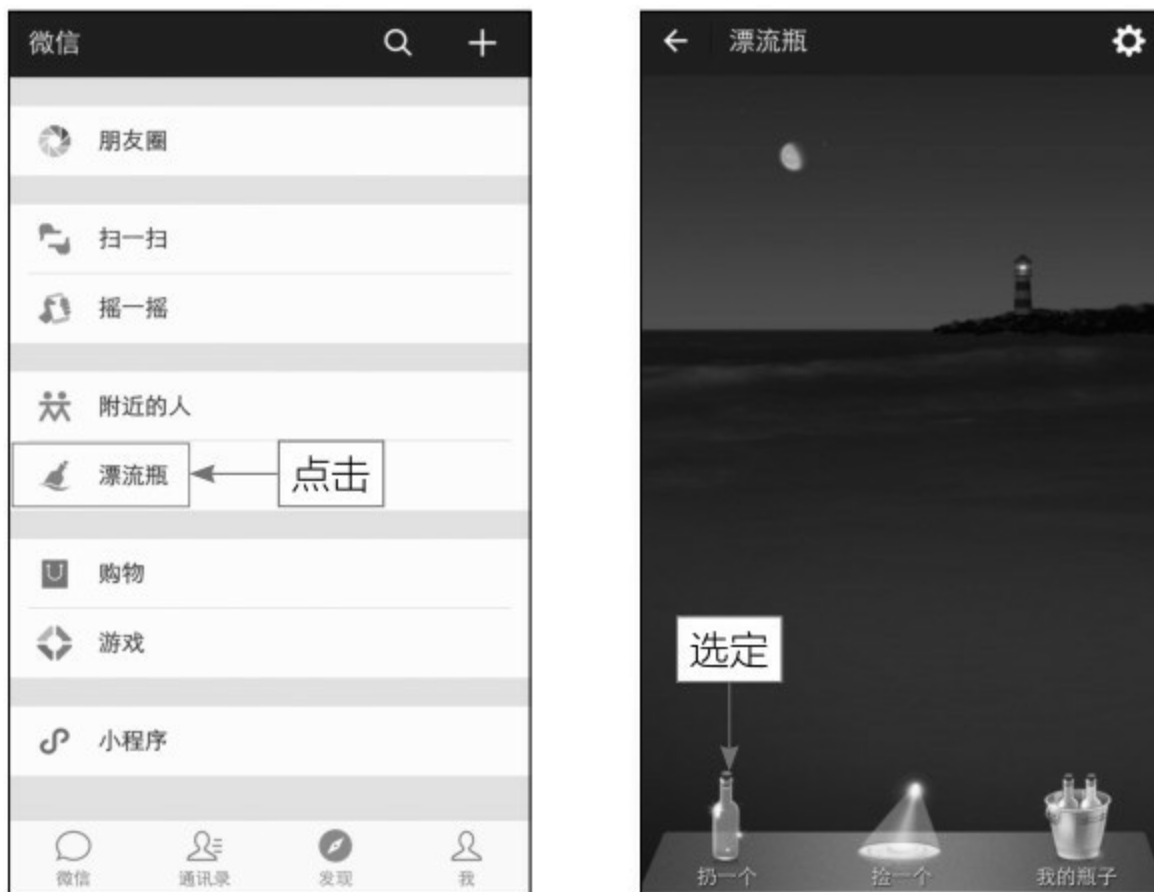 微信
朋友圈
扫一扫
摇一摇
附近的人
漂流瓶
点击
购物
游戏
小程序
微信
通讯录
发现
我
漂流瓶
选定
扔一个
捡一个
我的瓶子